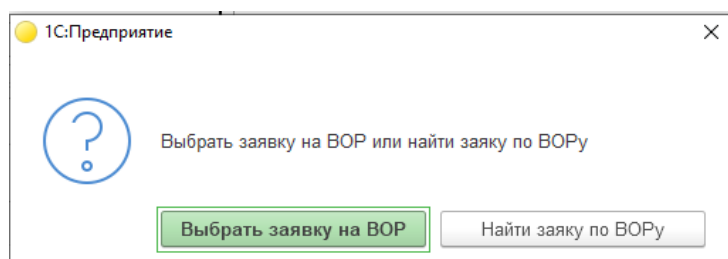 1С:Предприятие
Выбрать заявку на ВОР или найти заяку по ВОРу
Выбрать заявку на ВОР
Найти заяку по ВОРу